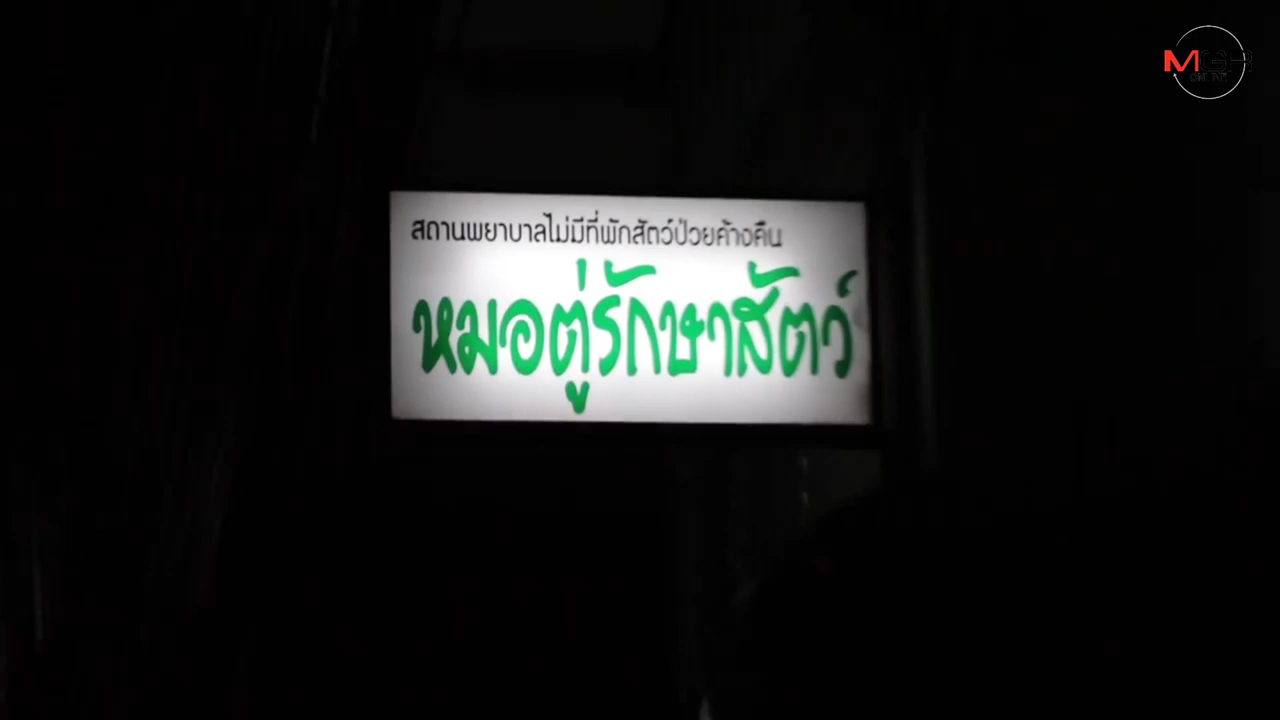 MGR
ONLINE
สถานพยาบาลไม่มีที่พักสัตว์ป่วยค้างคืน
หมอตู่รักษาสัตว์